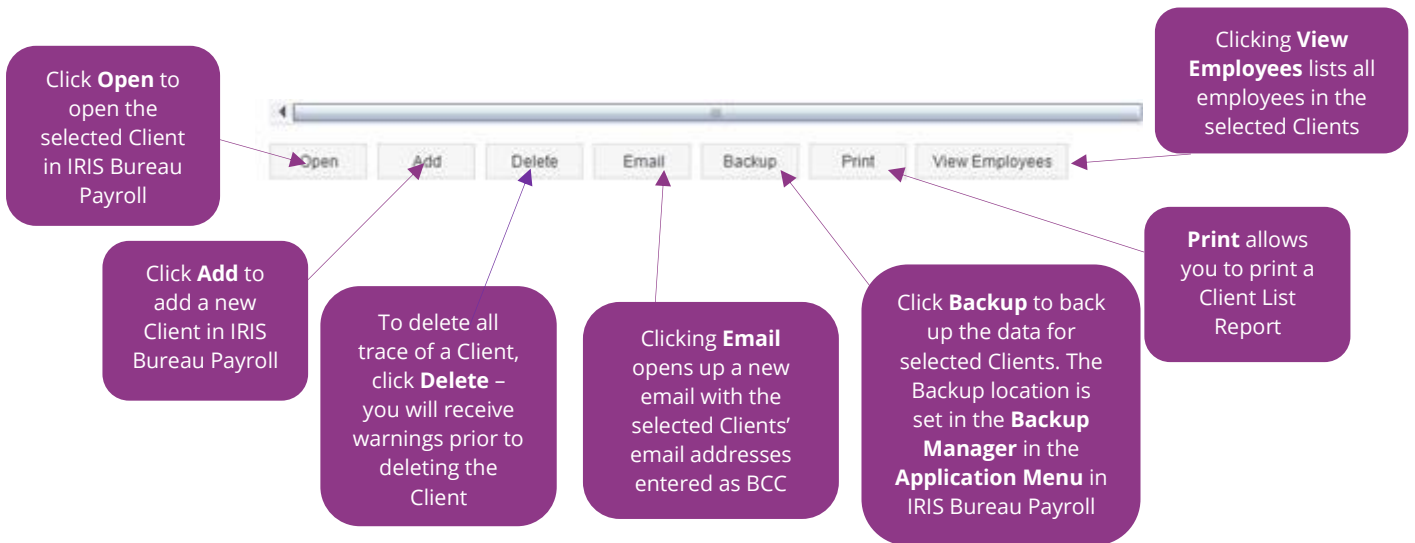 Click Open to
open the
selected Client
in IRIS Bureau
Payroll
Clicking View
Employees lists all
employees in the
selected Clients
Open
Add
Delete
Email
Backup
Print
View Employees
Click Add to
add a new
Client in IRIS
Bureau Payroll
To delete all
trace of a Client,
click Delete –
you will receive
warnings prior to
deleting the
Client
Clicking Email
opens up a new
email with the
selected Clients’
email addresses
entered as BCC
Click Backup to back
up the data for
selected Clients. The
Backup location is
set in the Backup
Manager in the
Application Menu in
IRIS Bureau Payroll
Print allows
you to print a
Client List
Report